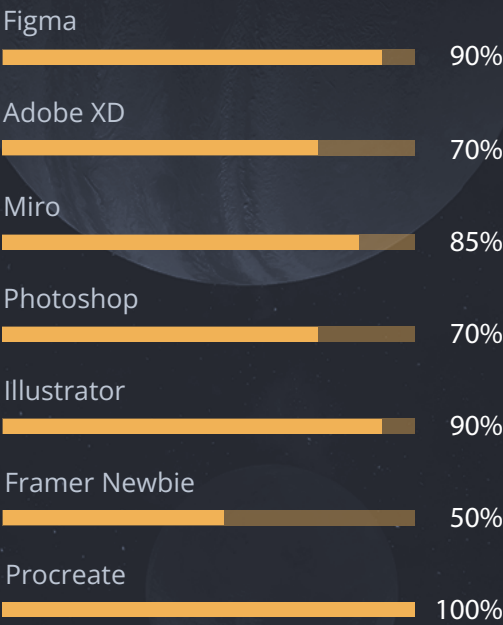 Figma
90%
Adobe XD
70%
Miro
85%
Photoshop
70%
Illustrator
90%
Framer Newbie
50%
Procreate
100%